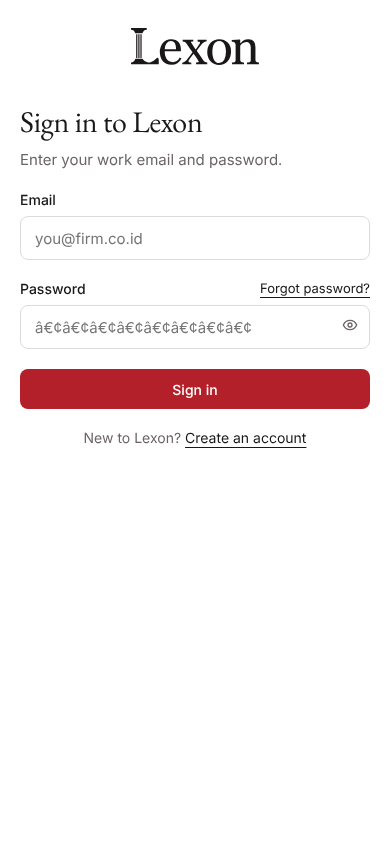 Lexon
Sign in to Lexon
Enter your work email and password.
Email
you@firm.co.id
Password
Forgot password?
â€¢â€¢â€¢â€¢â€¢â€¢â€¢â€¢
Sign in
New to Lexon? Create an account